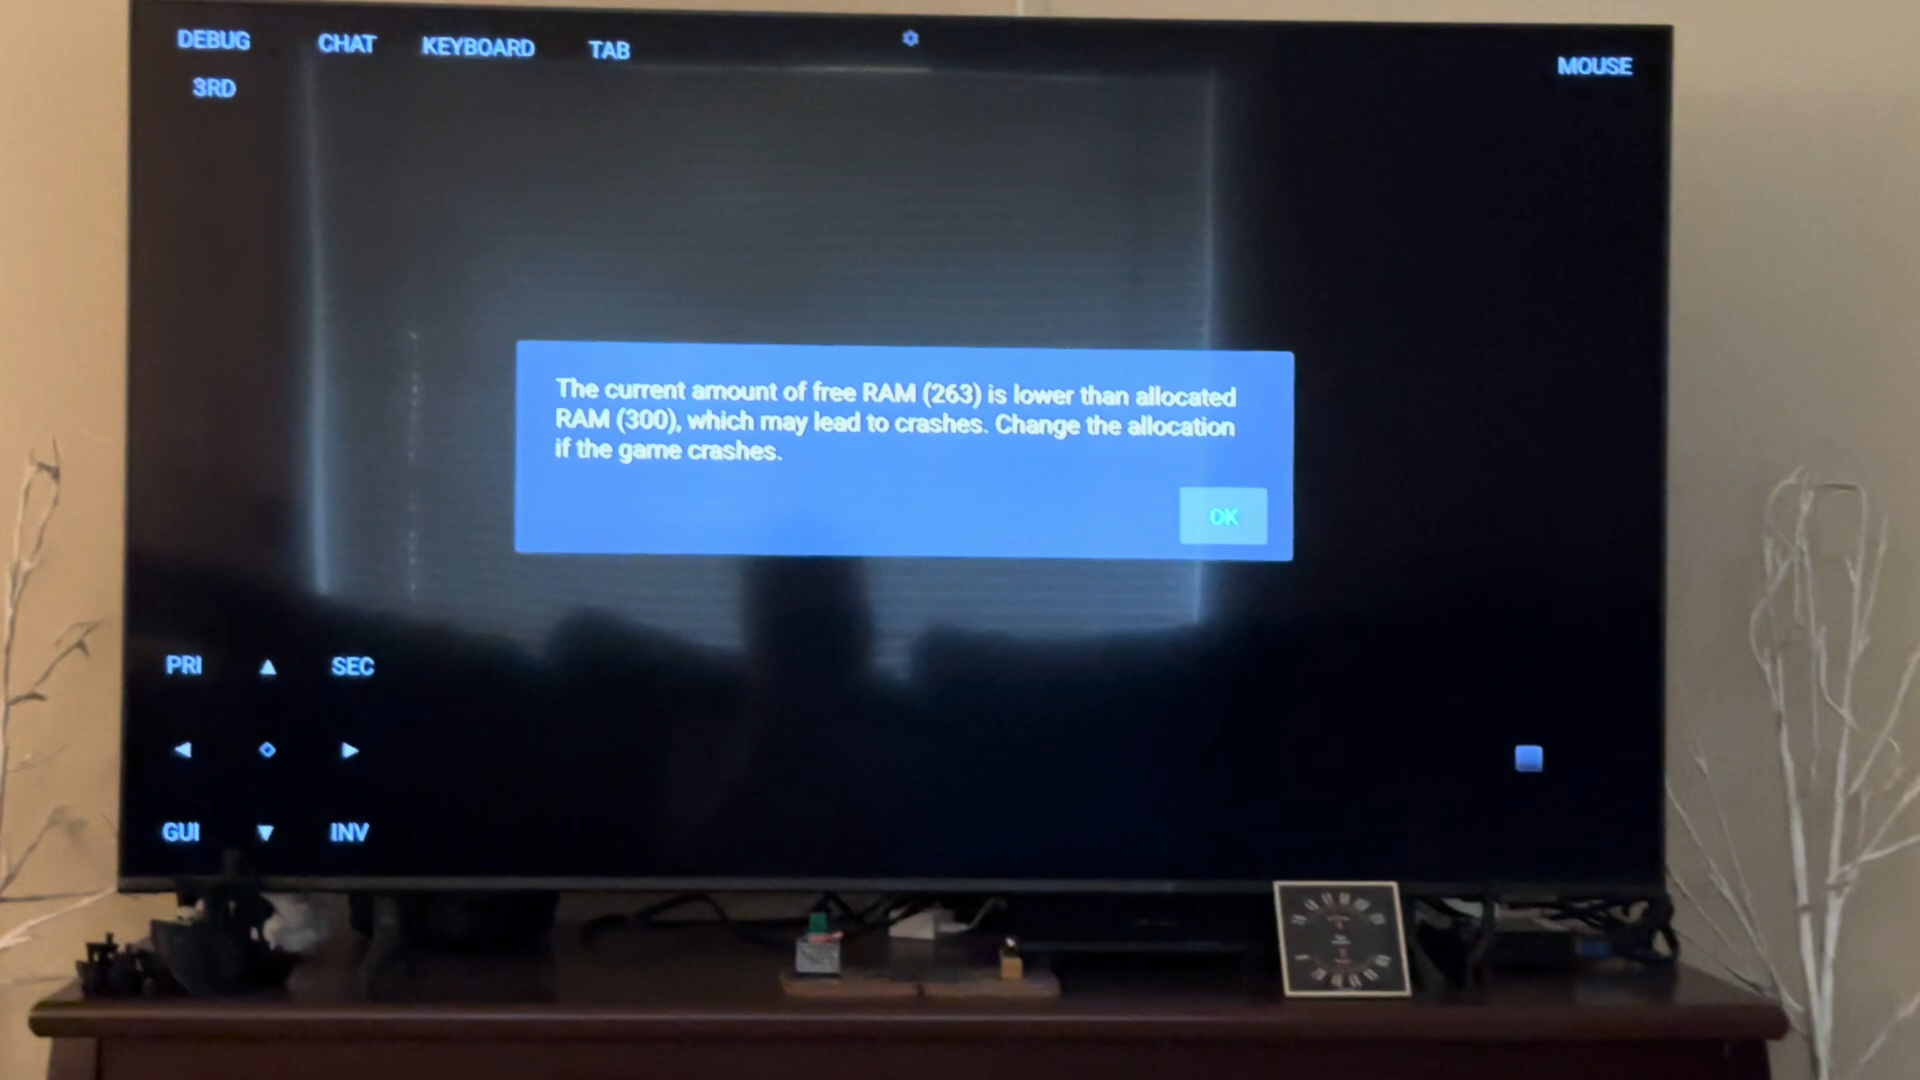 DEBUG CHAT KEYBOARD TAB MOUSE
3RD
The current amount of free RAM (263) is lower than allocated
RAM (300), which may lead to crashes. Change the allocation
if the game crashes.
OK
PRI ▲ SEC
◀ ◇ ▶
GUI ▼ INV